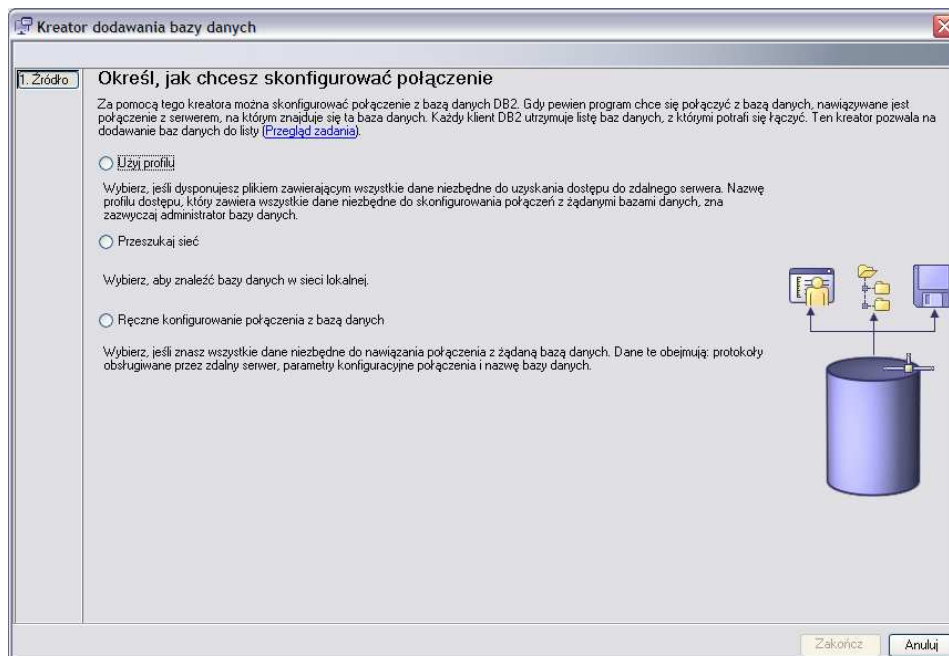 Kreator dodawania bazy danych
1. Źródło
Określ, jak chcesz skonfigurować połączenie
Za pomocą tego kreatora można skonfigurować połączenie z bazą danych DB2. Gdy pewien program chce się połączyć z bazą danych, nawiązywane jest
połączenie z serwerem, na którym znajduje się ta baza danych. Każdy klient DB2 utrzymuje listę baz danych, z którymi potrafi się łączyć. Ten kreator pozwala na
dodawanie baz danych do listy (Przegląd zadania).
Użyj profilu
Wybierz, jeśli dysponujesz plikiem zawierającym wszystkie dane niezbędne do uzyskania dostępu do zdalnego serwera. Nazwę
profilu dostępu, który zawiera wszystkie dane niezbędne do skonfigurowania połączeń z żądanymi bazami danych, zna
zazwyczaj administrator bazy danych.
Przeszukaj sieć
Wybierz, aby znaleźć bazy danych w sieci lokalnej.
Ręczne konfigurowanie połączenia z bazą danych
Wybierz, jeśli znasz wszystkie dane niezbędne do nawiązania połączenia z żądaną bazą danych. Dane te obejmują: protokoły
obsługiwane przez zdalny serwer, parametry konfiguracyjne połączenia i nazwę bazy danych.
Zakończ
Anuluj